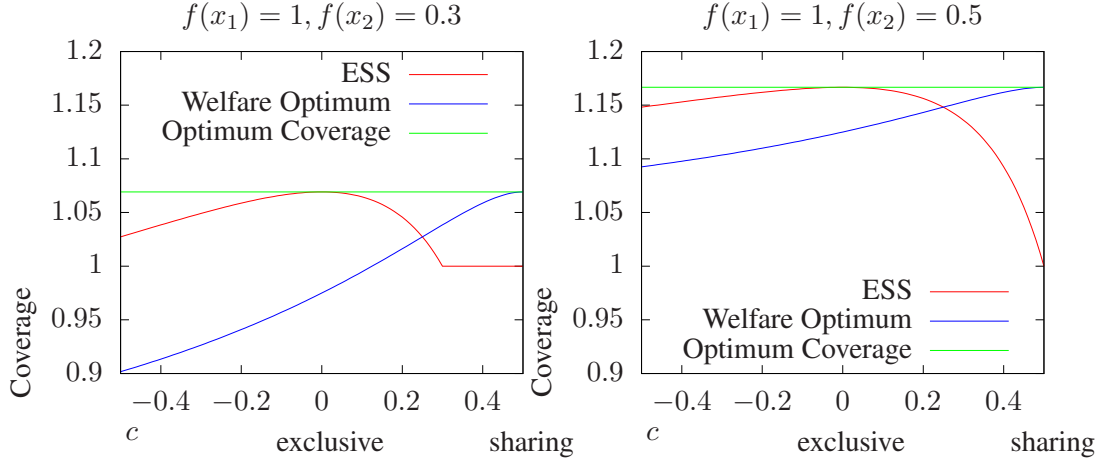 f(x₁) = 1, f(x₂) = 0.3
1.2
1.15
1.1
1.05
1
0.95
0.9
Coverage
ESS
Welfare Optimum
Optimum Coverage
−0.4
−0.2
0
0.2
0.4
c
exclusive
sharing
f(x₁) = 1, f(x₂) = 0.5
1.2
1.15
1.1
1.05
1
0.95
0.9
Coverage
ESS
Welfare Optimum
Optimum Coverage
−0.4
−0.2
0
0.2
0.4
c
exclusive
sharing